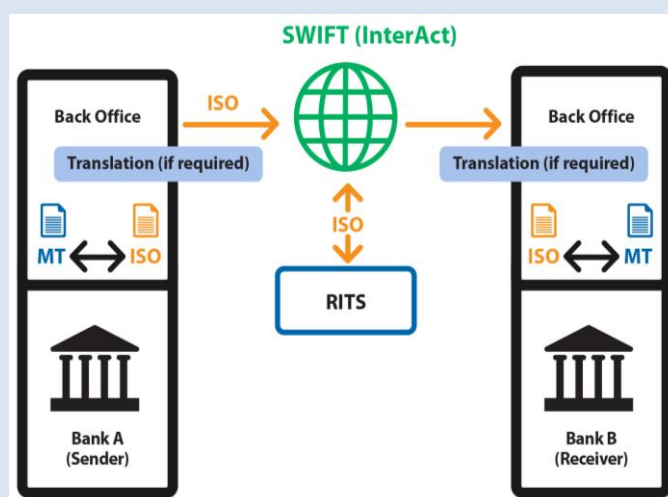 SWIFT (InterAct)
Back Office
ISO
Back Office
Translation (if required)
Translation (if required)
MT
ISO
ISO
ISO
MT
RITS
Bank A
(Sender)
Bank B
(Receiver)